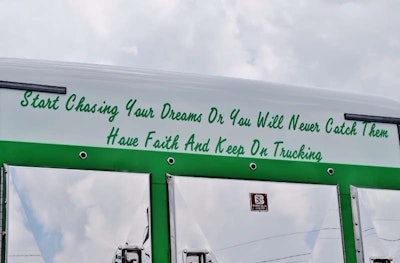 Start Chasing Your Dreams Or You Will Never Catch Them
Have Faith And Keep On Trucking